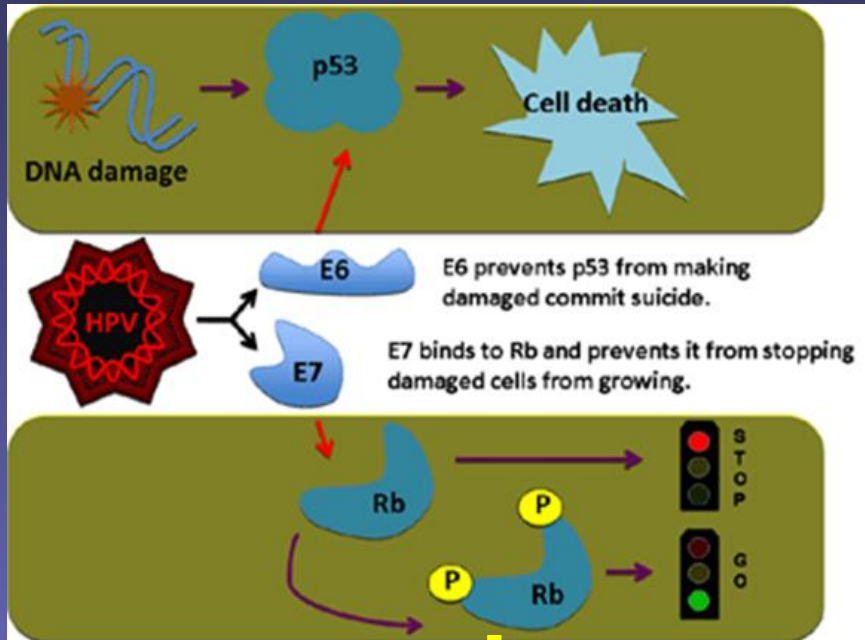 p53
Cell death
DNA damage
HPV
E6
E6 prevents p53 from making
damaged commit suicide.
E7
E7 binds to Rb and prevents it from stopping
damaged cells from growing.
Rb
STOP
P
P
Rb
GO